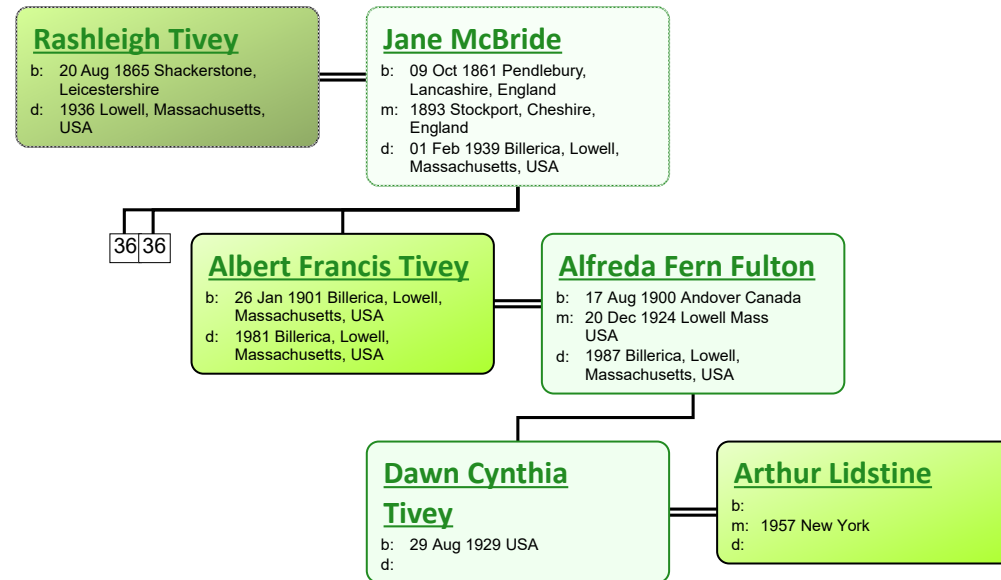 Rashleigh Tivey
b: 20 Aug 1865 Shackerstone,
Leicestershire
d: 1936 Lowell, Massachusetts,
USA
Jane McBride
b: 09 Oct 1861 Pendlebury,
Lancashire, England
m: 1893 Stockport, Cheshire,
England
d: 01 Feb 1939 Billerica, Lowell,
Massachusetts, USA
36 36
Albert Francis Tivey
b: 26 Jan 1901 Billerica, Lowell,
Massachusetts, USA
d: 1981 Billerica, Lowell,
Massachusetts, USA
Alfreda Fern Fulton
b: 17 Aug 1900 Andover Canada
m: 20 Dec 1924 Lowell Mass
USA
d: 1987 Billerica, Lowell,
Massachusetts, USA
Dawn Cynthia
Tivey
b: 29 Aug 1929 USA
d:
Arthur Lidstine
b:
m: 1957 New York
d: